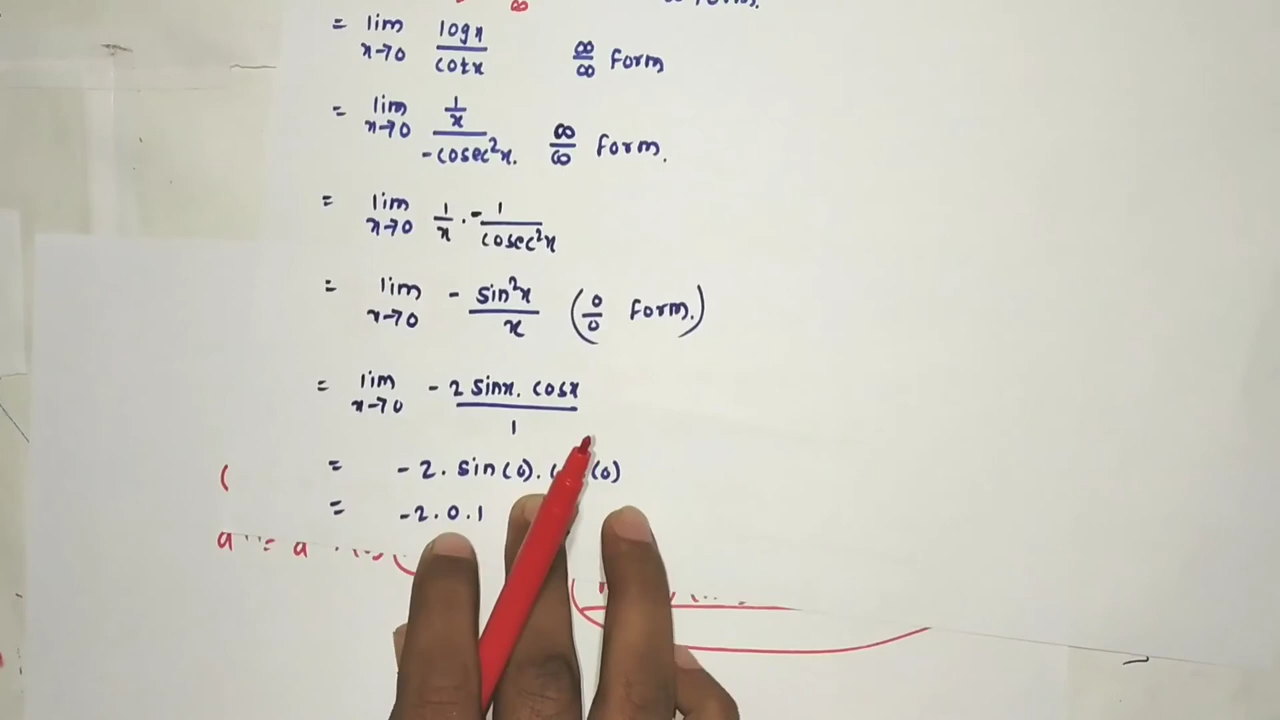 = lim x→0 log x / cot x ∞/∞ form
= lim x→0 1/x / -cosec²x. ∞/∞ form.
= lim x→0 1/x . - 1/cosec²x
= lim x→0 - sin²x / x (0/0 form.)
= lim x→0 - 2 sinx. cosx / 1
= -2. sin(0). (0)
= -2.0.1